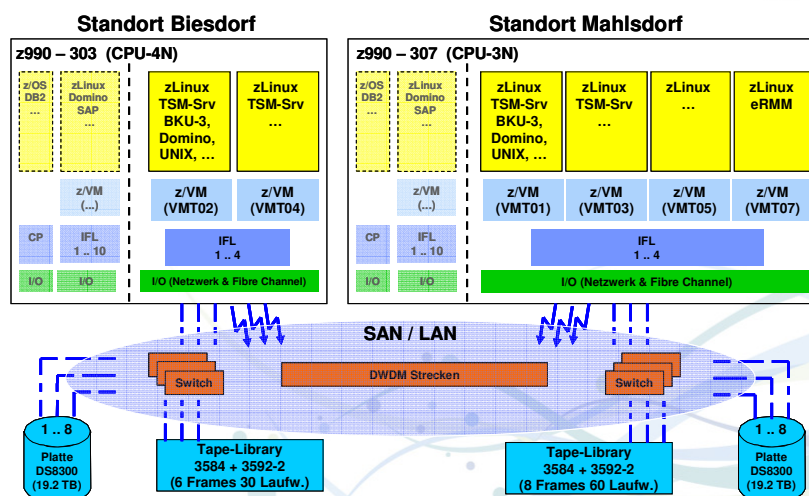 Standort Biesdorf
Standort Mahlsdorf
z990 – 303 (CPU-4N)
z/OS
DB2
...
zLinux
Domino
SAP
...
zLinux
TSM-Srv
BKU-3,
Domino,
UNIX, ...
zLinux
TSM-Srv
...
z/VM
(...)
z/VM
(VMT02)
z/VM
(VMT04)
CP
IFL
1 .. 10
IFL
1 .. 4
I/O
I/O
I/O (Netzwerk & Fibre Channel)
z990 – 307 (CPU-3N)
z/OS
DB2
...
zLinux
Domino
SAP
...
zLinux
TSM-Srv
BKU-3,
Domino,
UNIX, ...
zLinux
TSM-Srv
...
zLinux
...
zLinux
eRMM
z/VM
(...)
z/VM
(VMT01)
z/VM
(VMT03)
z/VM
(VMT05)
z/VM
(VMT07)
CP
IFL
1 .. 10
IFL
1 .. 4
I/O
I/O
I/O (Netzwerk & Fibre Channel)
SAN / LAN
Switch
DWDM Strecken
Switch
1 .. 8
Platte
DS8300
(19.2 TB)
Tape-Library
3584 + 3592-2
(6 Frames 30 Laufw.)
Tape-Library
3584 + 3592-2
(8 Frames 60 Laufw.)
1 .. 8
Platte
DS8300
(19.2 TB)